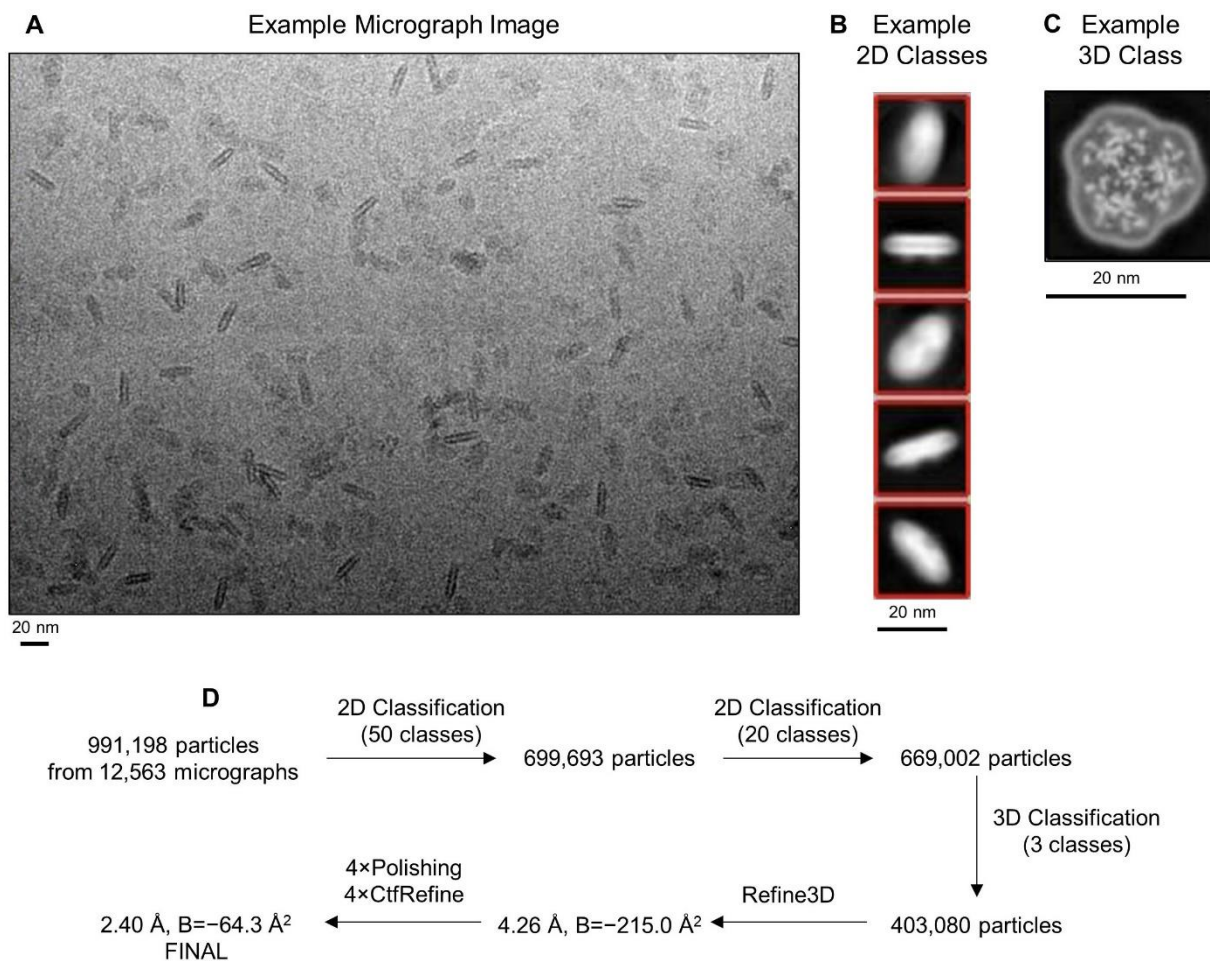 A
Example Micrograph Image
20 nm
B
Example
2D Classes
20 nm
C
Example
3D Class
20 nm
D
991,198 particles
from 12,563 micrographs
2D Classification
(50 classes)
699,693 particles
2D Classification
(20 classes)
669,002 particles
3D Classification
(3 classes)
403,080 particles
Refine3D
4.26 Å, B=−215.0 Å²
4×Polishing
4×CtfRefine
2.40 Å, B=−64.3 Å²
FINAL